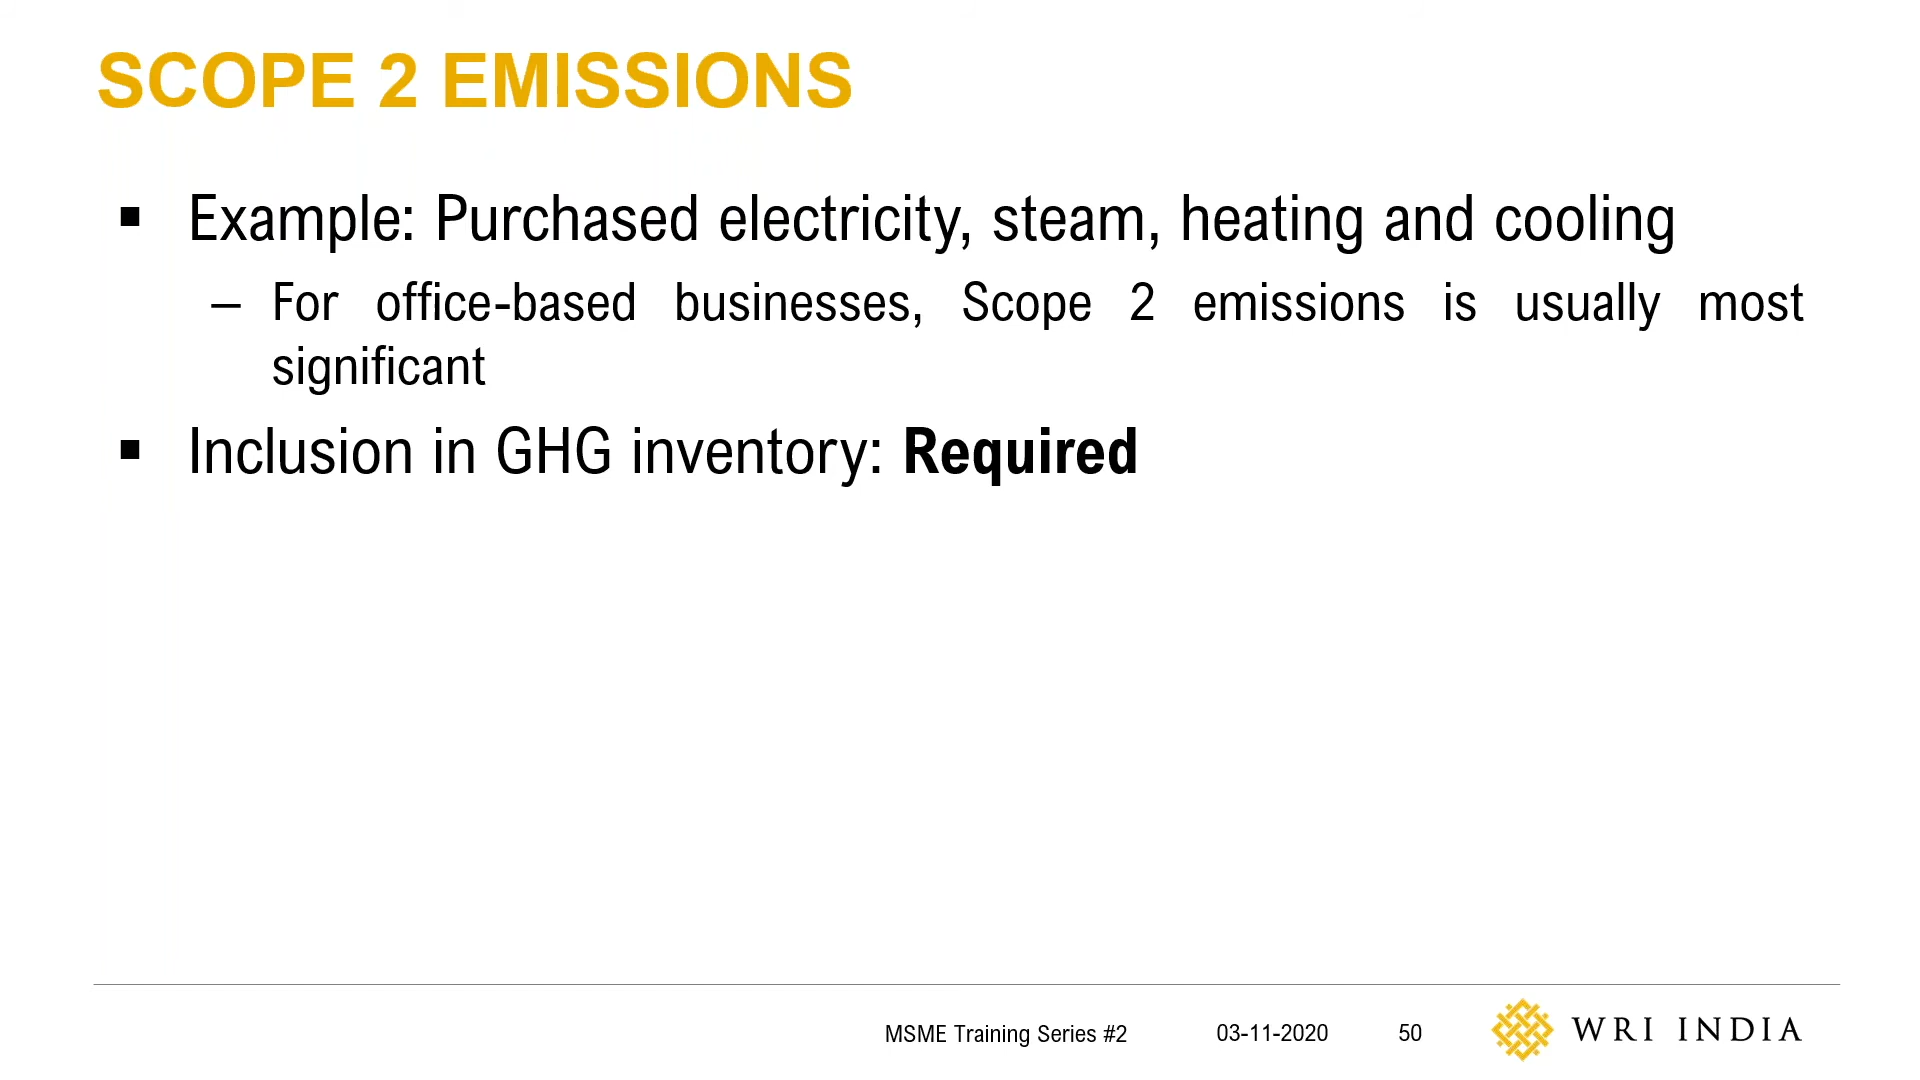 SCOPE 2 EMISSIONS
▪ Example: Purchased electricity, steam, heating and cooling
– For office-based businesses, Scope 2 emissions is usually most
significant
▪ Inclusion in GHG inventory: Required
MSME Training Series #2 03-11-2020 50 WRI INDIA